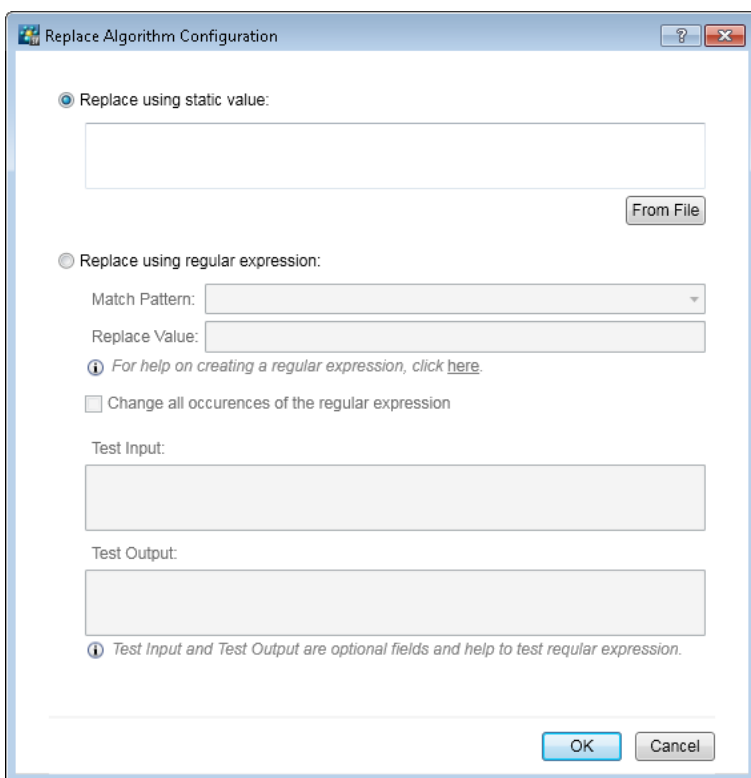 Replace Algorithm Configuration
Replace using static value:
From File
Replace using regular expression:
Match Pattern:
Replace Value:
For help on creating a regular expression, click here.
Change all occurences of the regular expression
Test Input:
Test Output:
Test Input and Test Output are optional fields and help to test regular expression.
OK Cancel